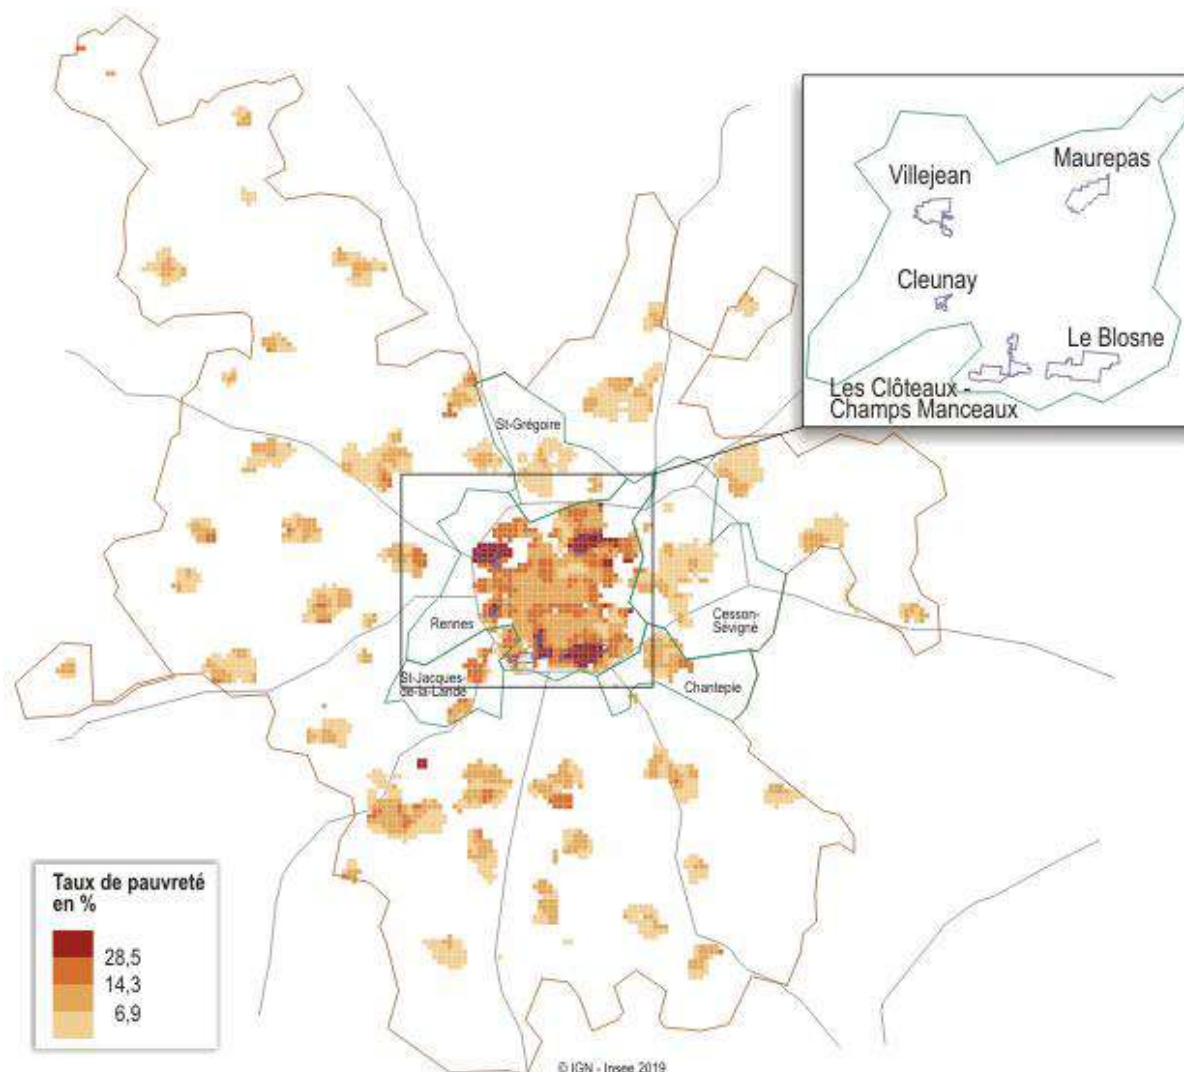 Villejean
Maurepas
Cleunay
Le Blosne
Les Clôteaux -
Champs Manceaux
St-Grégoire
Rennes
Cesson-
Sévigné
St-Jacques-
de-la-Lande
Chantepie
Taux de pauvreté
en %
28,5
14,3
6,9
© IGN - Insee 2019